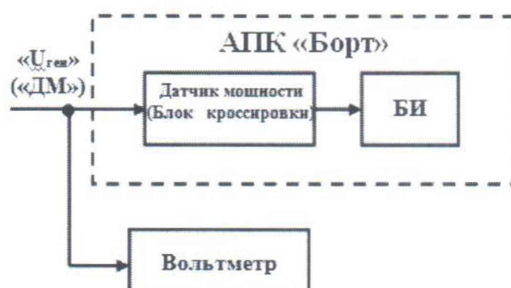 АПК «Борт»
«Uген»
(«ДМ»)
Датчик мощности
(Блок кроссировки)
БИ
Вольтметр